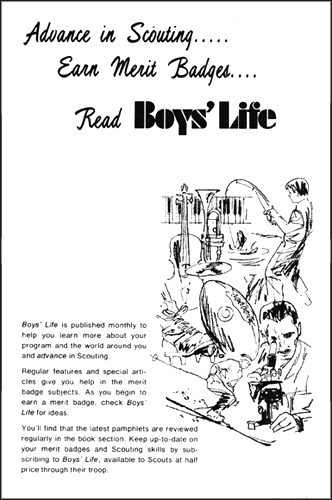 Advance in Scouting.....
Earn Merit Badges....
Read Boys' Life
Boys' Life is published monthly to
help you learn more about your
program and the world around you
and advance in Scouting.
Regular features and special arti-
cles give you help in the merit
badge subjects. As you begin to
earn a merit badge, check Boys'
Life for ideas.
You'll find that the latest pamphlets are reviewed
regularly in the book section. Keep up-to-date on
your merit badges and Scouting skills by sub-
scribing to Boys' Life, available to Scouts at half
price through their troop.